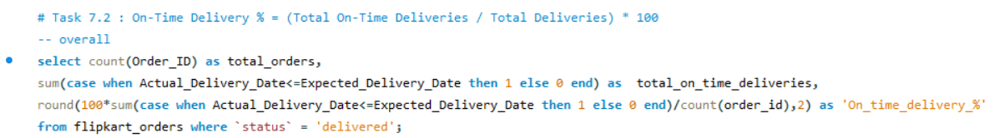 # Task 7.2 : On-Time Delivery % = (Total On-Time Deliveries / Total Deliveries) * 100
-- overall
select count(Order_ID) as total_orders,
sum(case when Actual_Delivery_Date<=Expected_Delivery_Date then 1 else 0 end) as  total_on_time_deliveries,
round(100*sum(case when Actual_Delivery_Date<=Expected_Delivery_Date then 1 else 0 end)/count(order_id),2) as 'On_time_delivery_%'
from flipkart_orders where `status` = 'delivered';